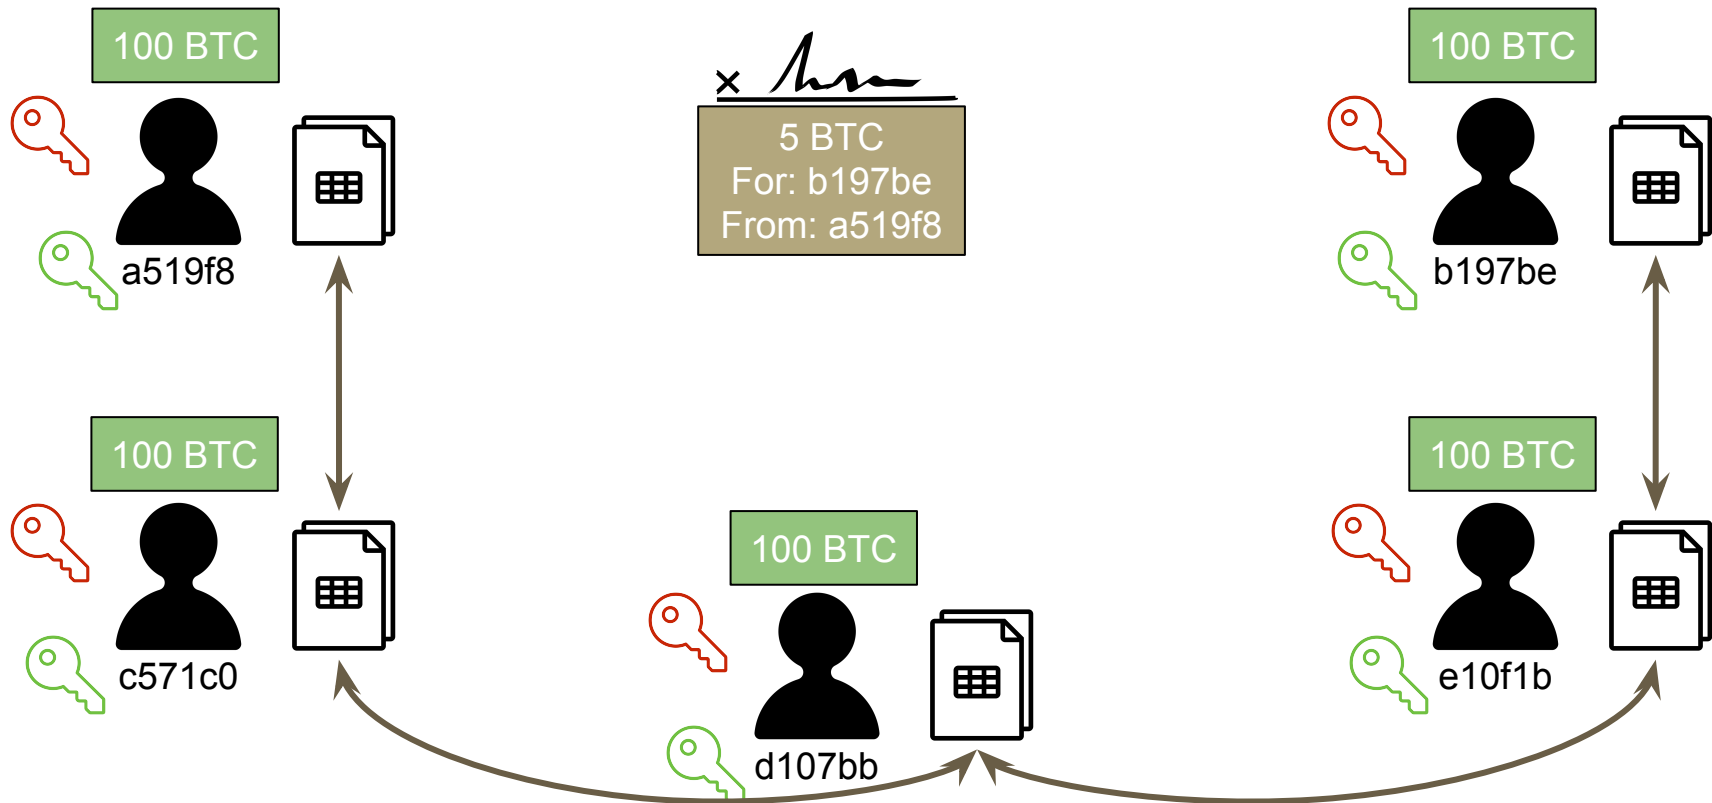 100 BTC
a519f8
×
5 BTC
For: b197be
From: a519f8
100 BTC
b197be
100 BTC
c571c0
100 BTC
d107bb
100 BTC
e10f1b